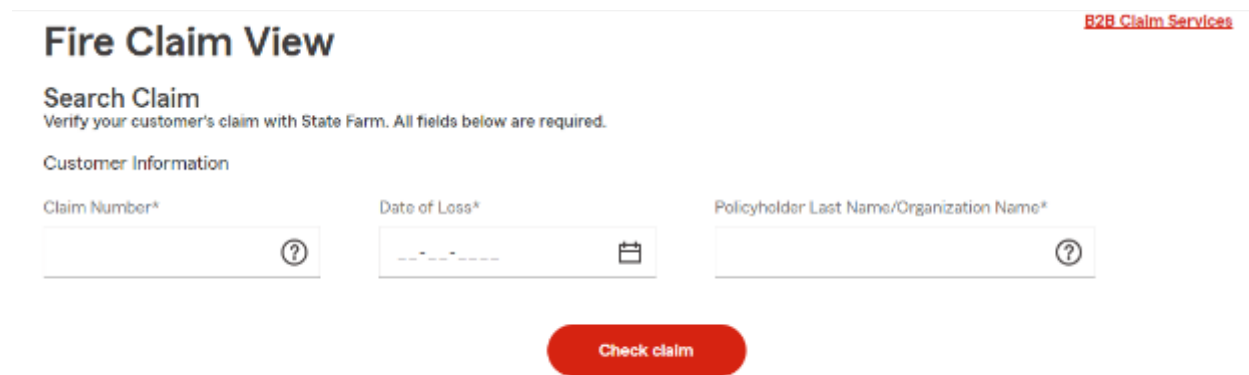 B2B Claim Services
Fire Claim View
Search Claim
Verify your customer's claim with State Farm. All fields below are required.
Customer Information
Claim Number* Date of Loss* Policyholder Last Name/Organization Name*
? __-__-____ ?
Check claim